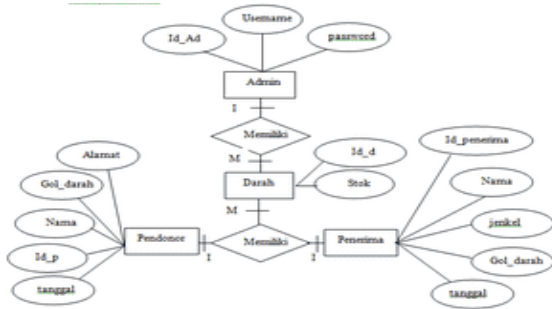 Username
Id_Ad
password
Admin
1
Memiliki
M
Id_penerima
Alamat
Id_d
Gol_darah
Darah
Stok
Nama
M
Nama
jenkel
Pendonor
Memiliki
Penerima
Id_p
1
1
Gol_darah
tanggal
tanggal